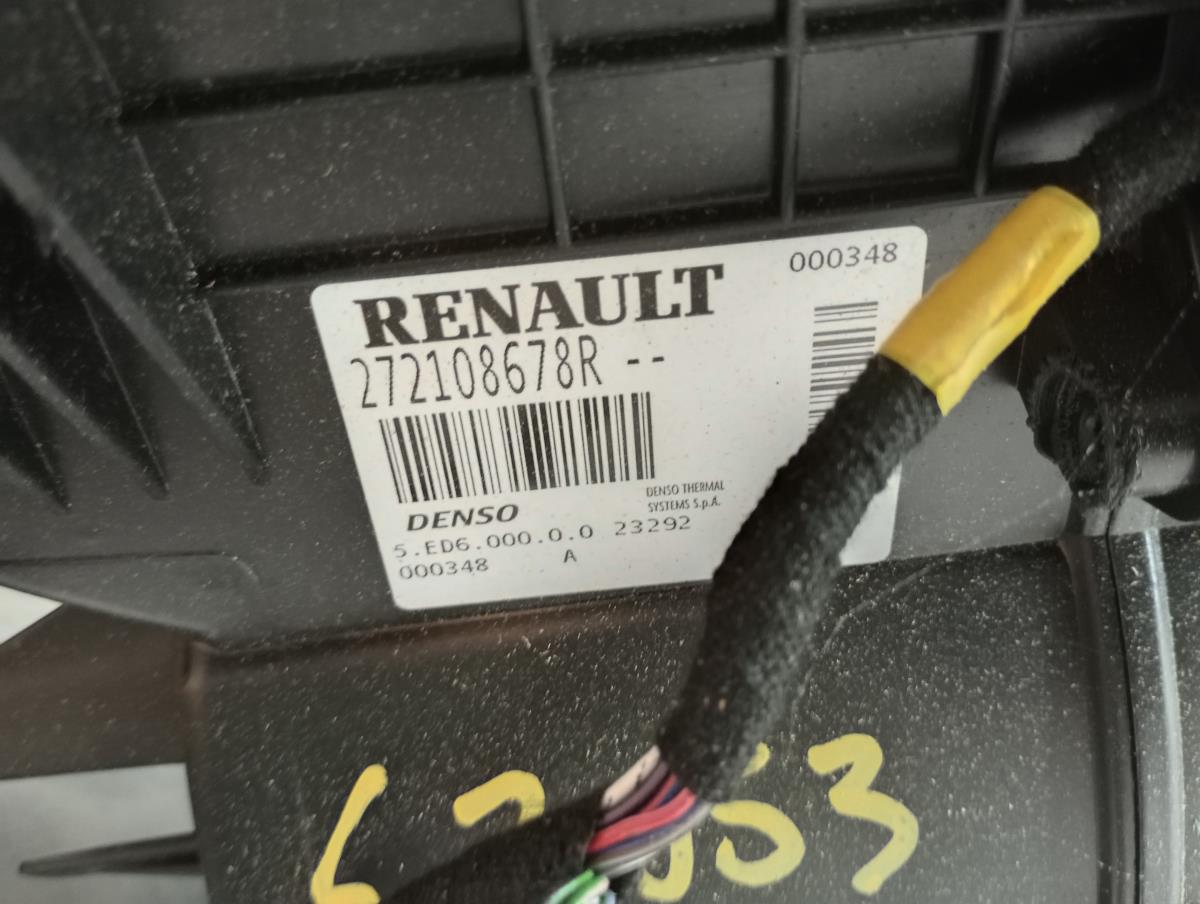 RENAULT
000348
272108678R --
DENSO
DENSO THERMAL
SYSTEMS S.p.A.
5.ED6.000.0.0 23292
000348 A